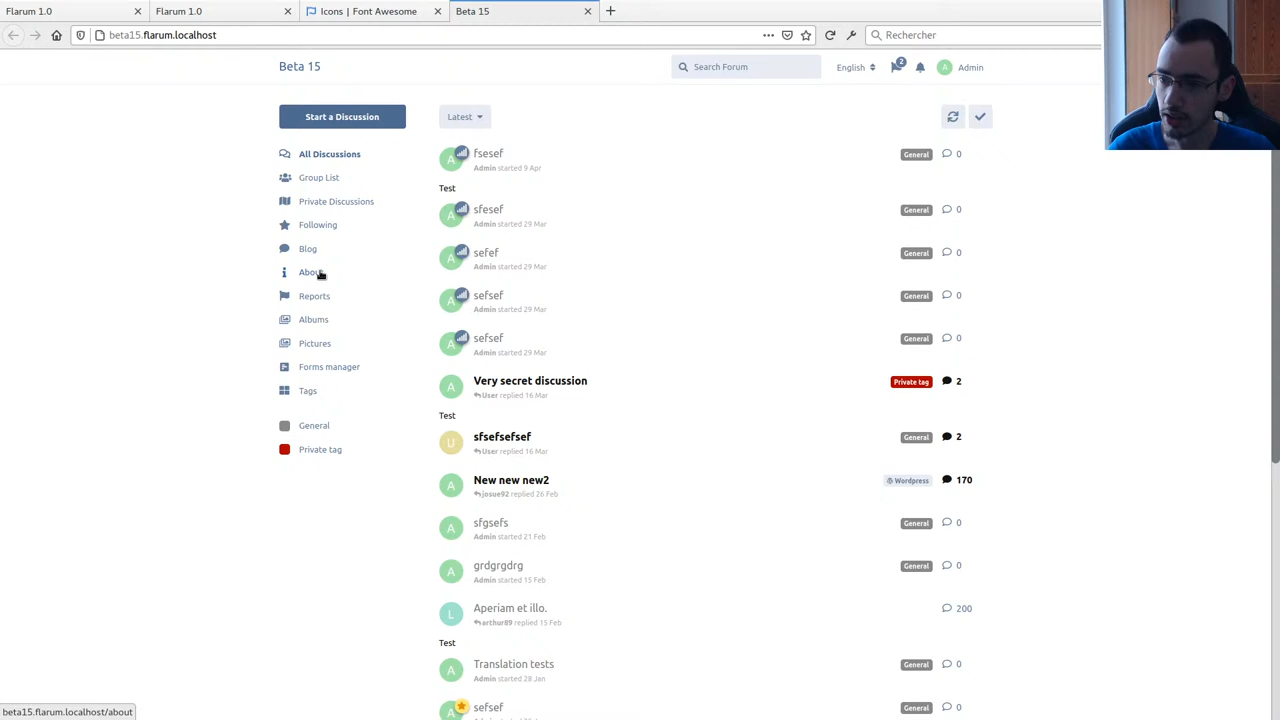 Flarum 1.0
Flarum 1.0
Icons | Font Awesome
Beta 15
beta15.flarum.localhost
Rechercher
Beta 15
Search Forum
English
2
A Admin
Start a Discussion
Latest
All Discussions
Group List
Private Discussions
Following
Blog
Abou
Reports
Albums
Pictures
Forms manager
Tags
General
Private tag
A fsesef General 0
Admin started 9 Apr
Test
A sfesef General 0
Admin started 29 Mar
A sefef General 0
Admin started 29 Mar
A sefsef General 0
Admin started 29 Mar
A sefsef General 0
Admin started 29 Mar
A Very secret discussion Private tag 2
User replied 16 Mar
Test
U sfsefsefsef General 2
User replied 16 Mar
A New new new2 Wordpress 170
josue92 replied 26 Feb
A sfgsefs General 0
Admin started 21 Feb
A grdgrgdrg General 0
Admin started 15 Feb
L Aperiam et illo. 200
arthur89 replied 15 Feb
Test
A Translation tests General 0
Admin started 28 Jan
A sefsef General 0
beta15.flarum.localhost/about